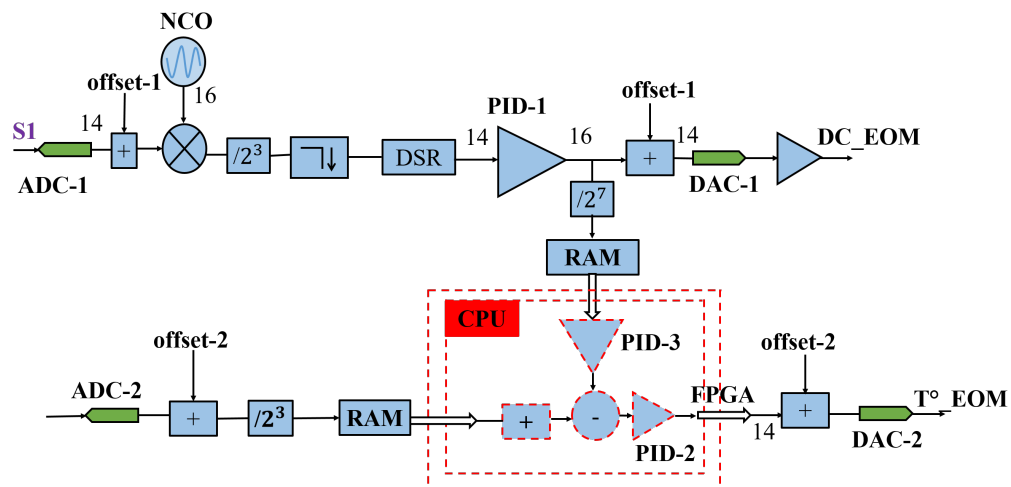 NCO
offset-1
16
S1
14
+
/2³
DSR
14
PID-1
16
offset-1
+
14
DC_EOM
ADC-1
DAC-1
/2⁷
RAM
CPU
PID-3
offset-2
offset-2
ADC-2
FPGA
T°_EOM
+
/2³
RAM
+
-
14
+
PID-2
DAC-2